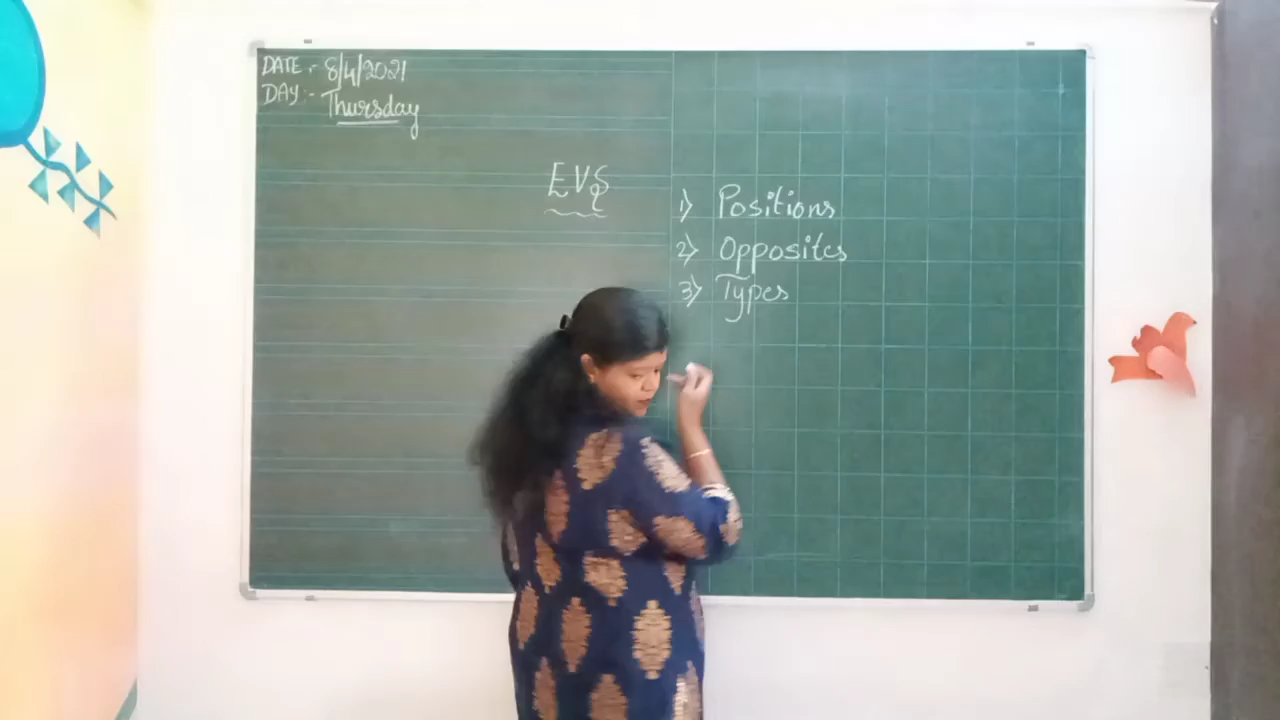 DATE :- 8/4/2021
DAY :- Thursday
EVS
1) Positions
2) Opposites
3) Types